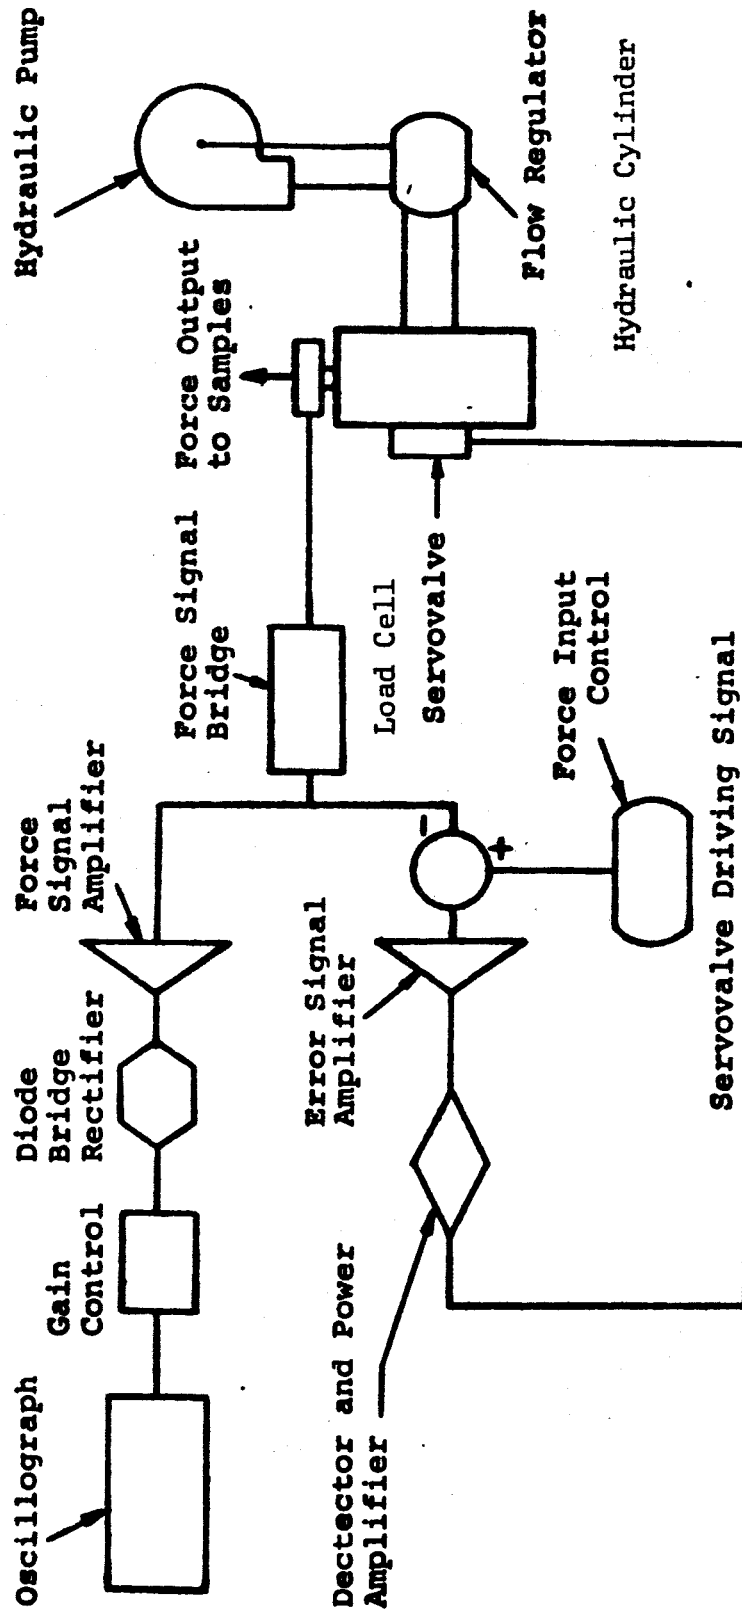 Oscillograph
Gain
Control
Diode
Bridge
Rectifier
Force
Signal
Amplifier
Force Signal
Bridge
Force Output
to Samples
Hydraulic Pump
Dectector and Power
Amplifier
Error Signal
Amplifier
-
+
Load Cell
Servovalve
Force Input
Control
Flow Regulator
Hydraulic Cylinder
Servovalve Driving Signal